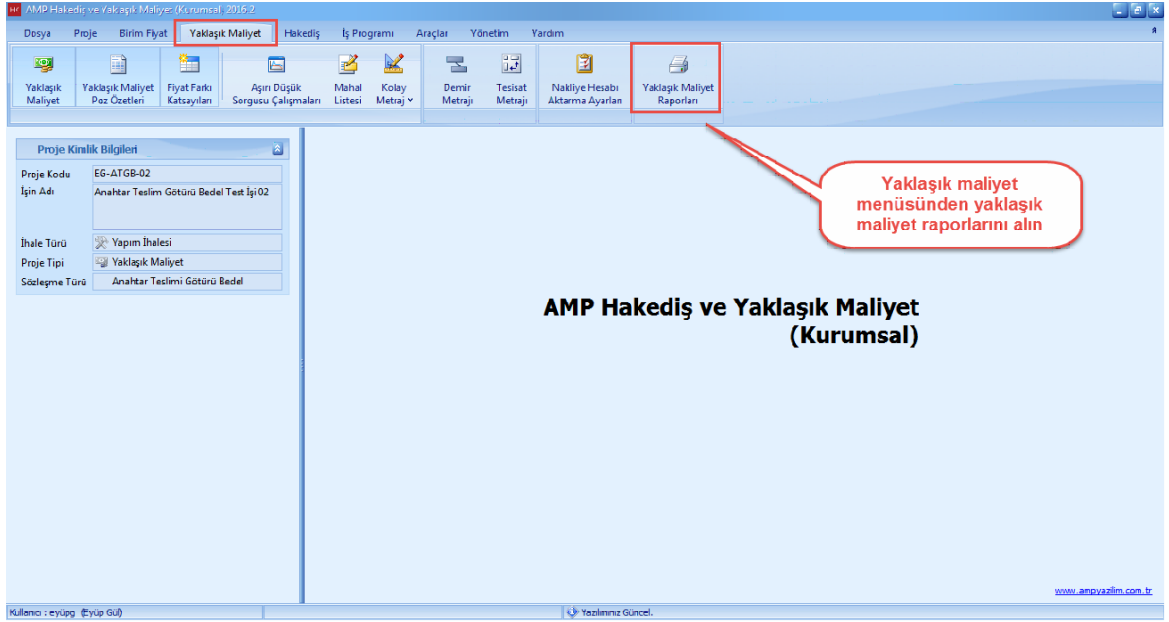 AMP Hakediş ve Yaklaşık Maliyet (Kurumsal) 2016.2
Dosya Proje Birim Fiyat Yaklaşık Maliyet Hakediş İş Programı Araçlar Yönetim Yardım
Yaklaşık Maliyet
Yaklaşık Maliyet Poz Özetleri
Fiyat Farkı Katsayıları
Aşırı Düşük Sorgusu Çalışmaları
Mahal Listesi
Kolay Metraj
Demir Metrajı
Tesisat Metrajı
Nakliye Hesabı Aktarma Ayarları
Yaklaşık Maliyet Raporları
Proje Kimlik Bilgileri
Proje Kodu EG-ATGB-02
İşin Adı Anahtar Teslim Götürü Bedel Test İşi 02
İhale Türü Yapım İhalesi
Proje Tipi Yaklaşık Maliyet
Sözleşme Türü Anahtar Teslimi Götürü Bedel
Yaklaşık maliyet
menüsünden yaklaşık
maliyet raporlarını alın
AMP Hakediş ve Yaklaşık Maliyet
(Kurumsal)
www.ampyazilim.com.tr
Kullanıcı : eyüpg (Eyüp Gül)
Yazılımınız Güncel.